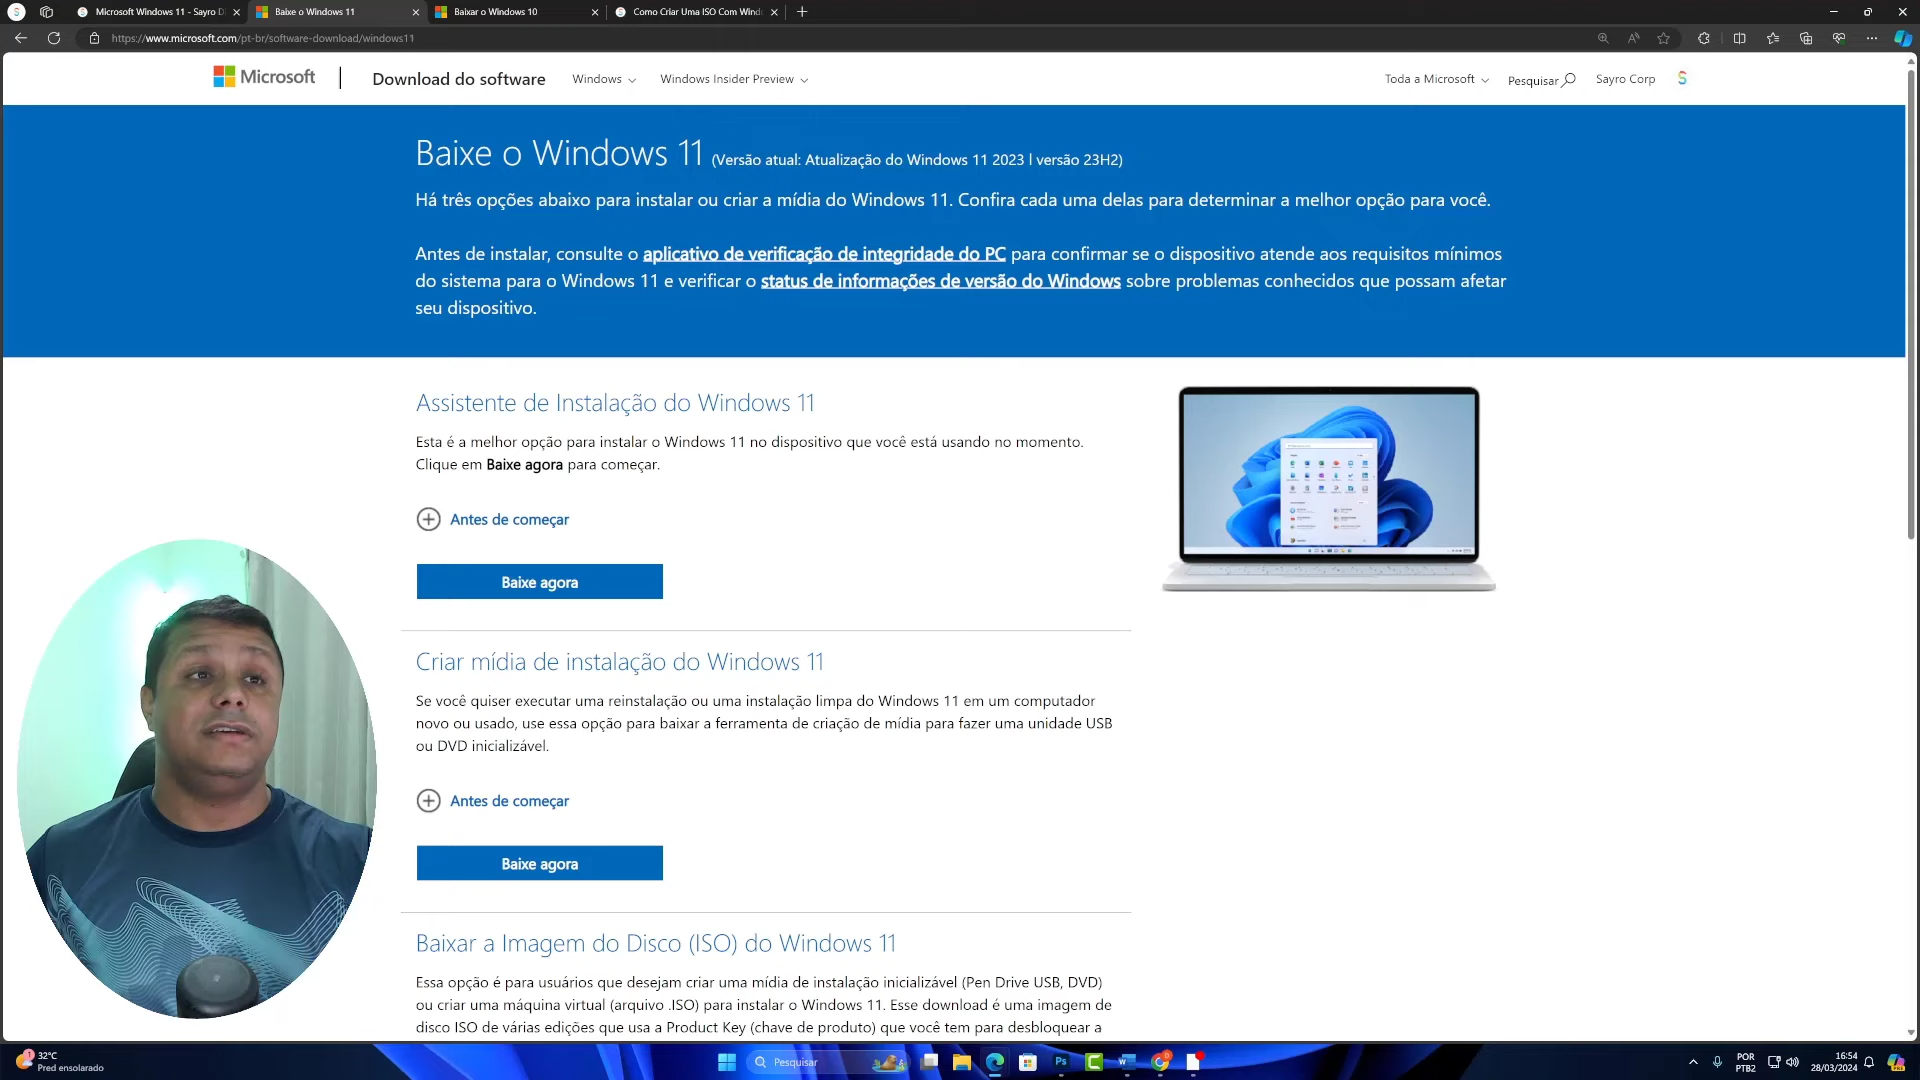 Microsoft Windows 11 - Sayro D
Baixe o Windows 11
Baixar o Windows 10
Como Criar Uma ISO Com Wind
https://www.microsoft.com/pt-br/software-download/windows11
Microsoft
Download do software
Windows
Windows Insider Preview
Toda a Microsoft
Pesquisar
Sayro Corp
Baixe o Windows 11 (Versão atual: Atualização do Windows 11 2023 l versão 23H2)
Há três opções abaixo para instalar ou criar a mídia do Windows 11. Confira cada uma delas para determinar a melhor opção para você.
Antes de instalar, consulte o aplicativo de verificação de integridade do PC para confirmar se o dispositivo atende aos requisitos mínimos
do sistema para o Windows 11 e verificar o status de informações de versão do Windows sobre problemas conhecidos que possam afetar
seu dispositivo.
Assistente de Instalação do Windows 11
Esta é a melhor opção para instalar o Windows 11 no dispositivo que você está usando no momento.
Clique em Baixe agora para começar.
Antes de começar
Baixe agora
Criar mídia de instalação do Windows 11
Se você quiser executar uma reinstalação ou uma instalação limpa do Windows 11 em um computador
novo ou usado, use essa opção para baixar a ferramenta de criação de mídia para fazer uma unidade USB
ou DVD inicializável.
Antes de começar
Baixe agora
Baixar a Imagem do Disco (ISO) do Windows 11
Essa opção é para usuários que desejam criar uma mídia de instalação inicializável (Pen Drive USB, DVD)
ou criar uma máquina virtual (arquivo .ISO) para instalar o Windows 11. Esse download é uma imagem de
disco ISO de várias edições que usa a Product Key (chave de produto) que você tem para desbloquear a
32°C
Pred ensolarado
Pesquisar
POR
PTB2
16:54
28/03/2024